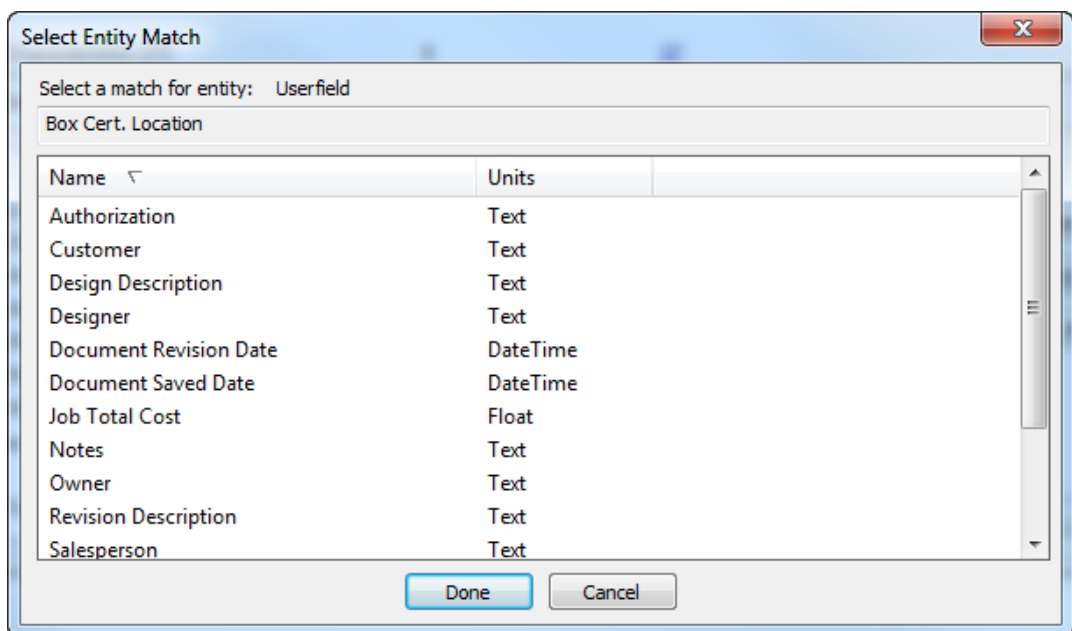 Select Entity Match
Select a match for entity: Userfield
Box Cert. Location
Name Units
Authorization Text
Customer Text
Design Description Text
Designer Text
Document Revision Date DateTime
Document Saved Date DateTime
Job Total Cost Float
Notes Text
Owner Text
Revision Description Text
Salesperson Text
Done Cancel